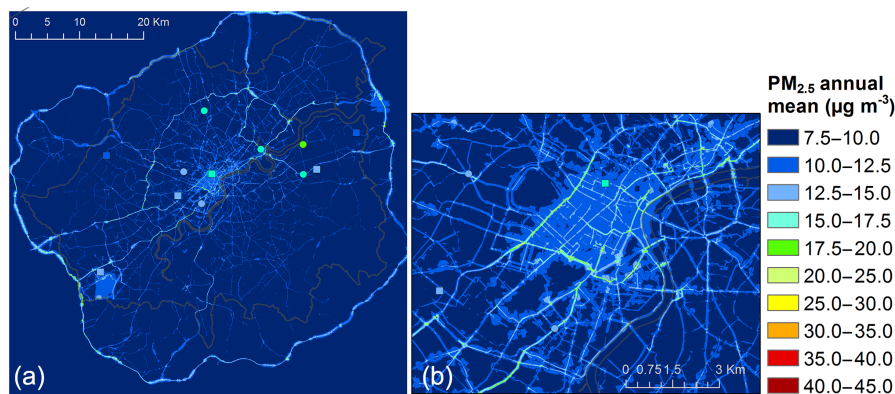 0 5 10 20 Km
(a)
0 0.751.5 3 Km
(b)
PM2.5 annual
mean (µg m-3)
7.5–10.0
10.0–12.5
12.5–15.0
15.0–17.5
17.5–20.0
20.0–25.0
25.0–30.0
30.0–35.0
35.0–40.0
40.0–45.0